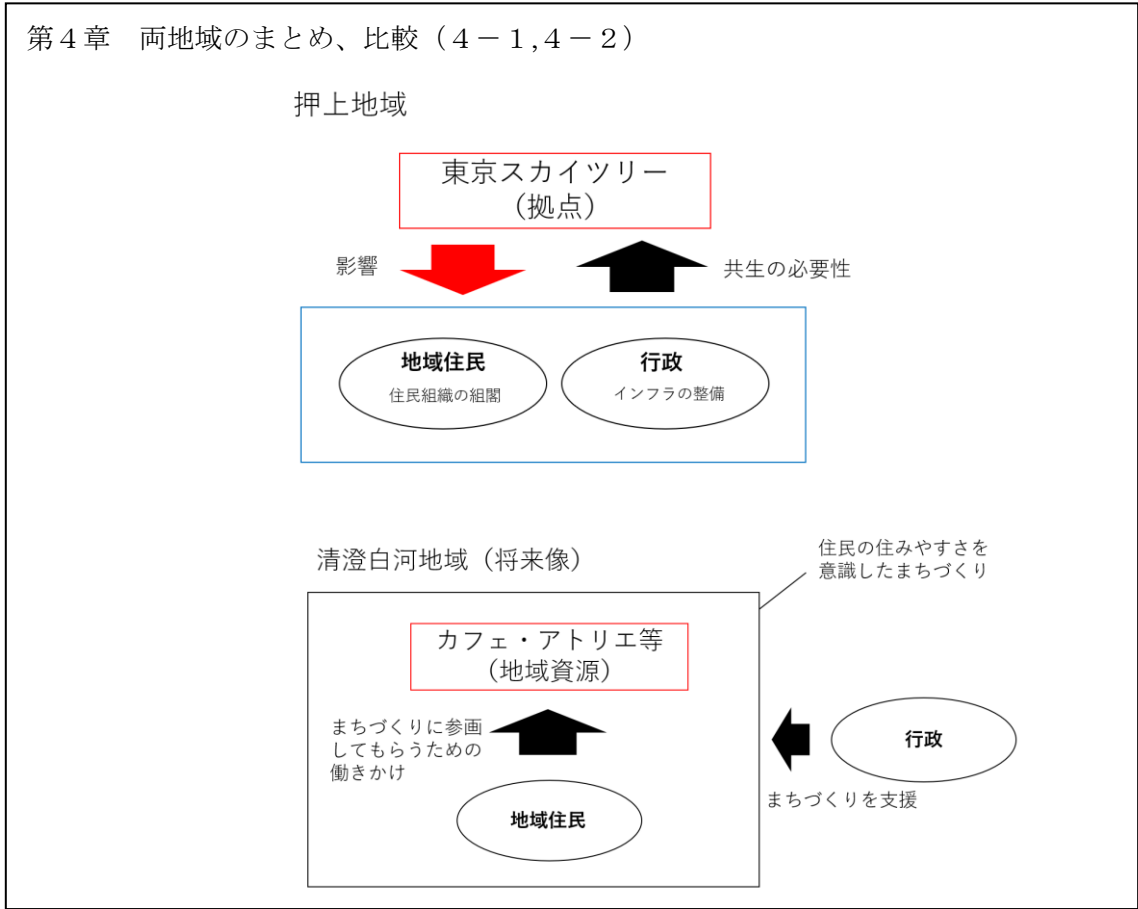 第４章　両地域のまとめ、比較（４－１,４－２）
押上地域
東京スカイツリー
（拠点）
影響
共生の必要性
地域住民
住民組織の組閣
行政
インフラの整備
清澄白河地域（将来像）
住民の住みやすさを
意識したまちづくり
カフェ・アトリエ等
（地域資源）
まちづくりに参画
してもらうための
働きかけ
地域住民
行政
まちづくりを支援